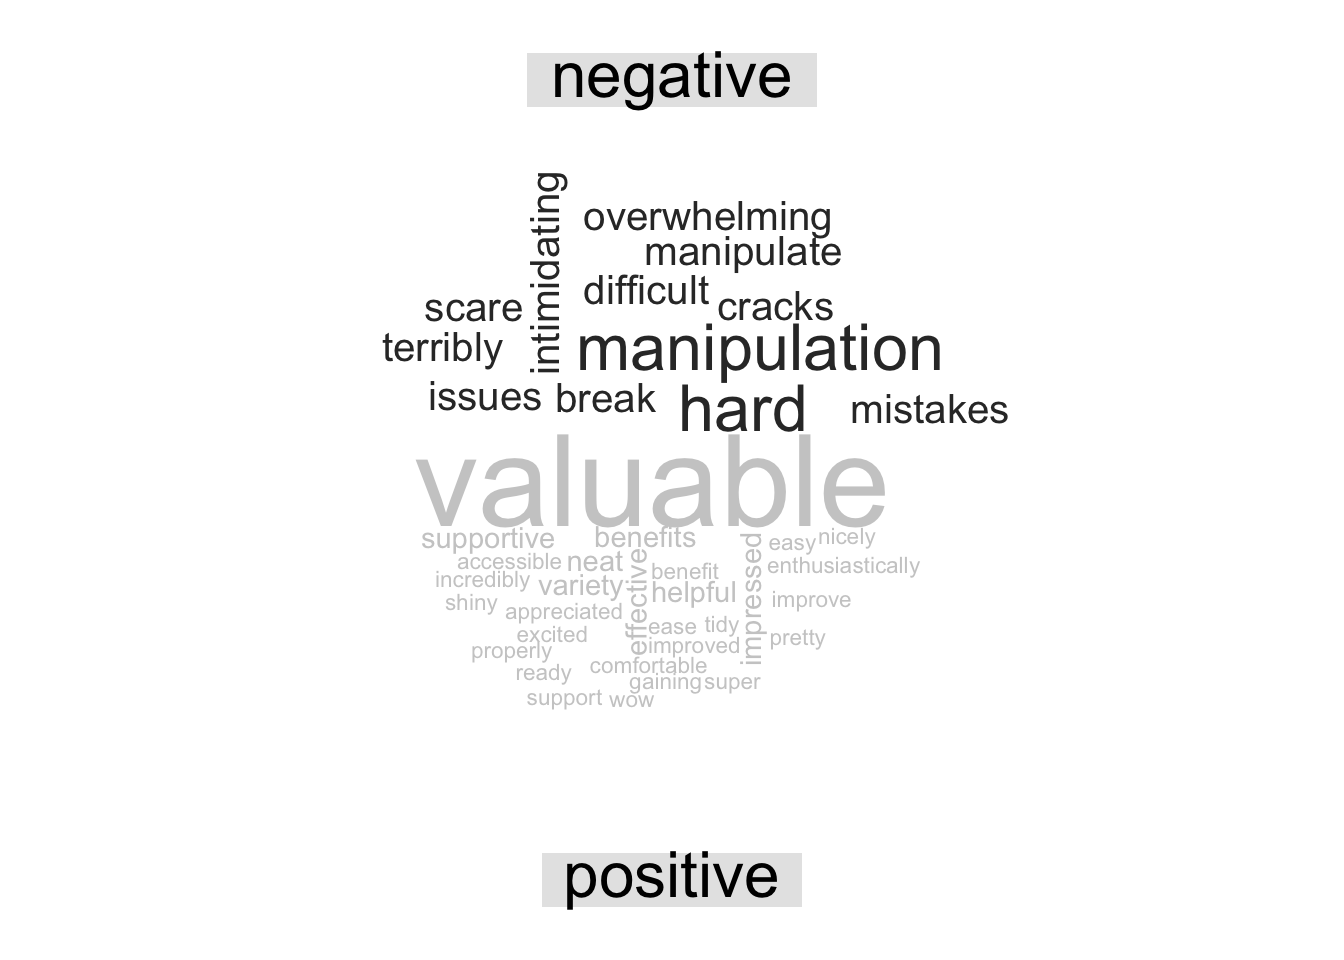 negative
intimidating
overwhelming
manipulate
difficult
scare
cracks
terribly
manipulation
issues
break
hard
mistakes
valuable
supportive
benefits
easy
nicely
accessible
neat
effective
impressed
enthusiastically
incredibly
variety
benefit
helpful
shiny
appreciated
improve
excited
ease
tidy
pretty
properly
improved
ready
comfortable
gaining
super
support
wow
positive